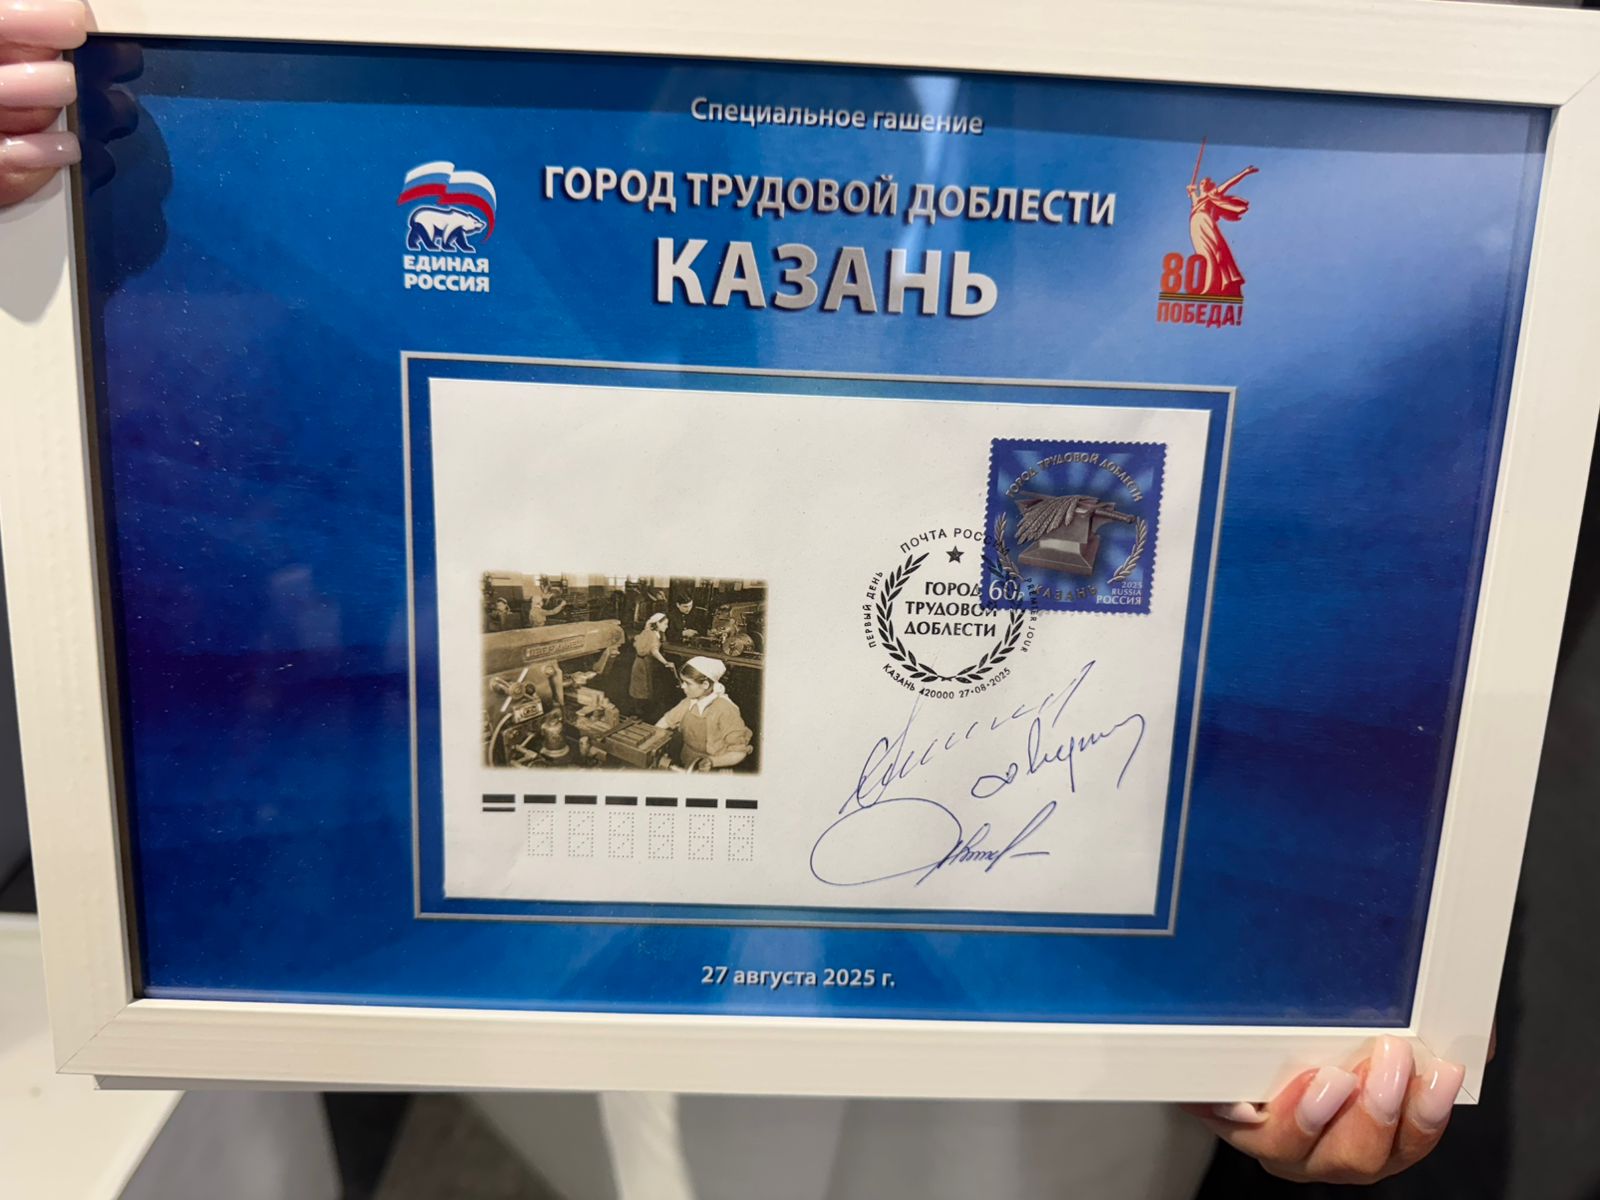 Специальное гашение
ГОРОД ТРУДОВОЙ ДОБЛЕСТИ
КАЗАНЬ
ЕДИНАЯ
РОССИЯ
80
ПОБЕДА!
ГОРОД ТРУДОВОЙ ДОБЛЕСТИ
60р
КАЗАНЬ
2025
RUSSIA
РОССИЯ
ПОЧТА РОССИИ
ПЕРВЫЙ ДЕНЬ
PREMIER JOUR
ГОРОД
ТРУДОВОЙ
ДОБЛЕСТИ
КАЗАНЬ 420000 27•08•2025
27 августа 2025 г.